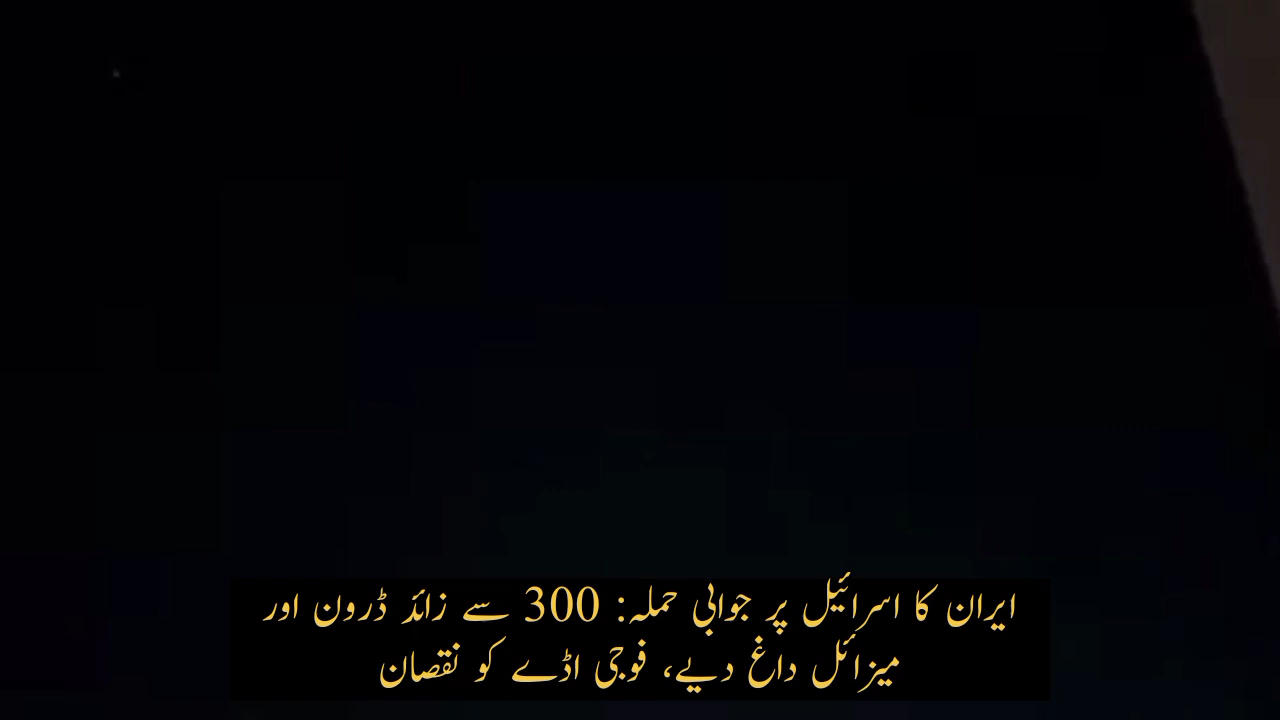 ایران کا اسرائیل پر جوابی حملہ: 300 سے زائد ڈرون اور
میزائل داغ دیے، فوجی اڈے کو نقصان